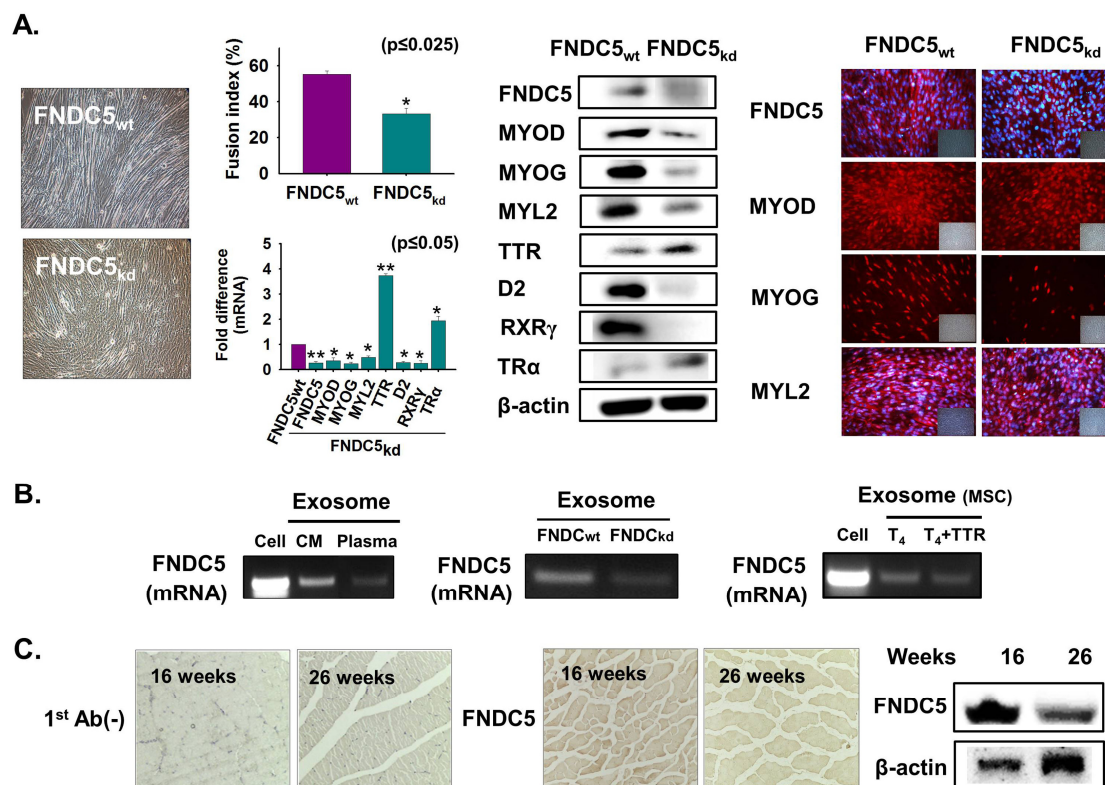 A.
FNDC5wt
FNDC5kd
(p≤0.025)
Fusion index (%)
60
40
20
0
FNDC5wt
FNDC5kd
*
(p≤0.05)
Fold difference
(mRNA)
5
4
3
2
1
0
** * * * ** * * *
FNDC5wt
FNDC5
MYOD
MYOG
MYL2
TTR
D2
RXRγ
TRα
FNDC5kd
FNDC5wt FNDC5kd
FNDC5
MYOD
MYOG
MYL2
TTR
D2
RXRγ
TRα
β-actin
FNDC5wt FNDC5kd
FNDC5
MYOD
MYOG
MYL2
B.
Exosome
Cell CM Plasma
FNDC5
(mRNA)
Exosome
FNDCwt FNDCkd
FNDC5
(mRNA)
Exosome (MSC)
Cell T4 T4+TTR
FNDC5
(mRNA)
C.
1st Ab(-)
16 weeks
26 weeks
FNDC5
16 weeks
26 weeks
Weeks 16 26
FNDC5
β-actin